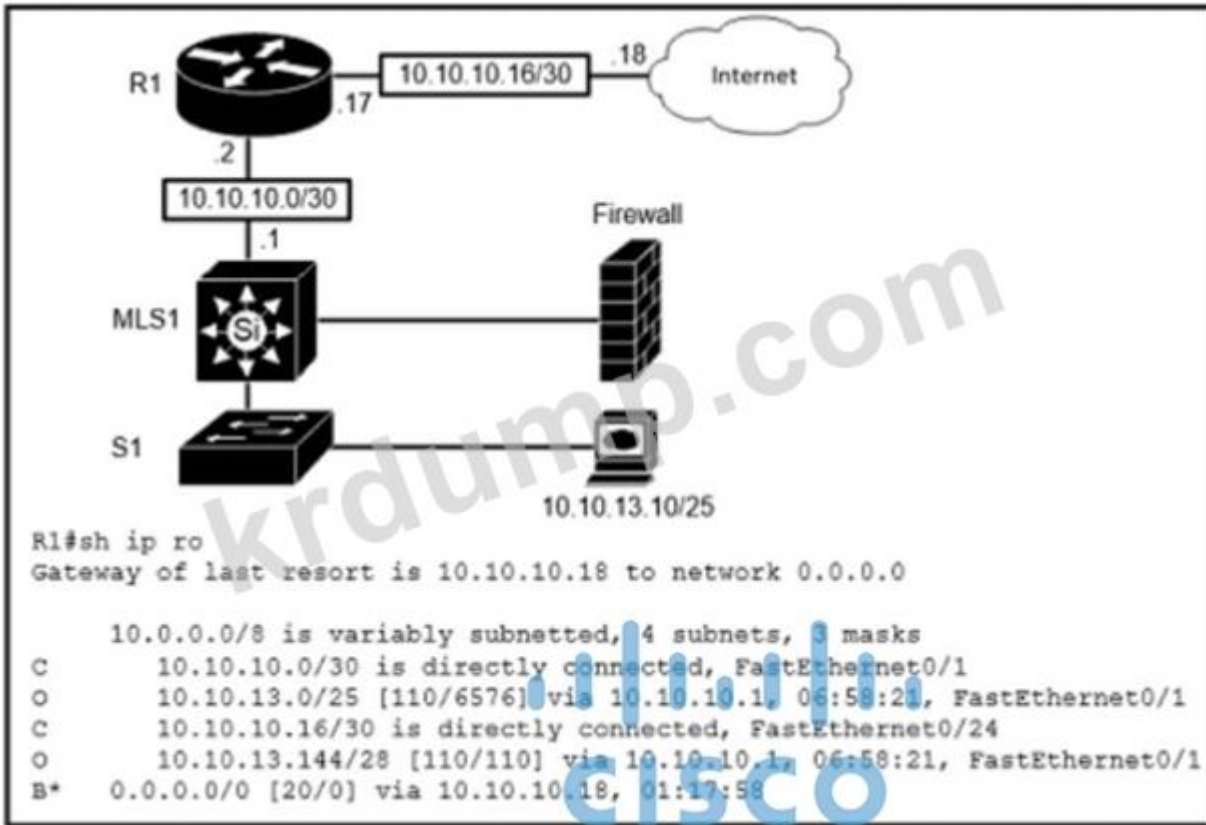 R1
10.10.10.16/30
.18
Internet
.17
.2
10.10.10.0/30
.1
Firewall
MLS1
Si
S1
10.10.13.10/25
krdump.com
R1#sh ip ro
Gateway of last resort is 10.10.10.18 to network 0.0.0.0
10.0.0.0/8 is variably subnetted, 4 subnets, 3 masks
C 10.10.10.0/30 is directly connected, FastEthernet0/1
O 10.10.13.0/25 [110/6576] via 10.10.10.1, 06:58:21, FastEthernet0/1
C 10.10.10.16/30 is directly connected, FastEthernet0/24
O 10.10.13.144/28 [110/110] via 10.10.10.1, 06:58:21, FastEthernet0/1
B* 0.0.0.0/0 [20/0] via 10.10.10.18, 01:17:58
CISCO